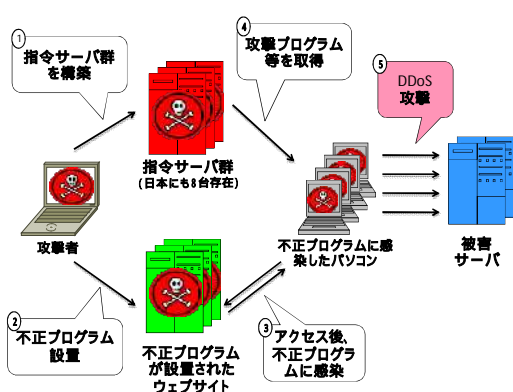 ①
指令サーバ群
を構築
④
攻撃プログラム
等を取得
⑤
DDoS
攻撃
指令サーバ群
(日本にも8台存在)
攻撃者
不正プログラムに感
染したパソコン
被害
サーバ
②
不正プログラム
設置
③
アクセス後、
不正プログラ
ムに感染
不正プログラム
が設置された
ウェブサイト